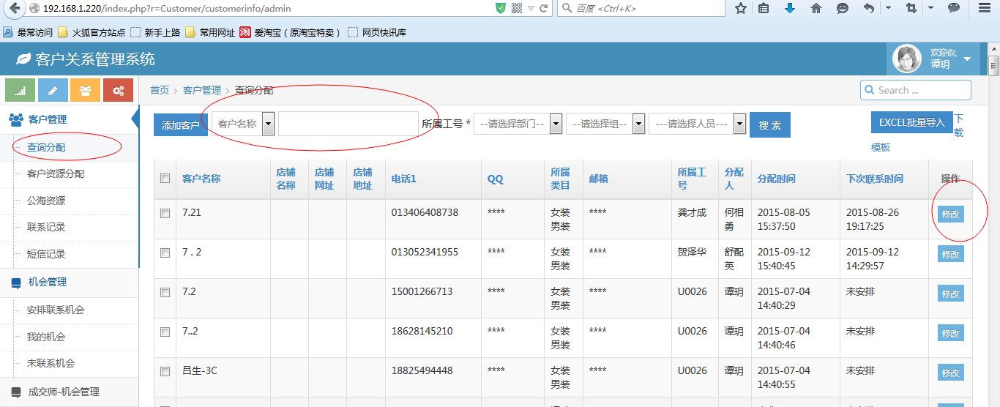 192.168.1.220/index.php?r=Customer/customerinfo/admin
百度 <Ctrl+K>
最常访问 火狐官方站点 新手上路 常用网址 淘 爱淘宝（原淘宝特卖） 网页快讯库
客户关系管理系统
欢迎您,
谭玥
首页 > 客户管理 > 查询分配
Search ...
客户管理
查询分配
客户资源分配
公海资源
联系记录
短信记录
机会管理
安排联系机会
我的机会
未联系机会
成交师-机会管理
添加客户 客户名称 所属工号 * --请选择部门-- --请选择组-- ---请选择人员--- 搜 索 EXCEL批量导入 下载
模板
客户名称 店铺名称 店铺网址 店铺地址 电话1 QQ 所属类目 邮箱 所属工号 分配人 分配时间 下次联系时间 操作
7.21 013406408738 **** 女装男装 **** 龚才成 何相勇 2015-08-05 15:37:50 2015-08-26 19:17:25 修改
7 . 2 013052341955 **** 女装男装 **** 贺泽华 舒配英 2015-09-12 15:40:45 2015-09-12 14:29:57 修改
7.2 15001266713 **** 女装男装 **** U0026 谭玥 2015-07-04 14:40:29 未安排 修改
7..2 18628145210 **** 女装男装 **** U0026 谭玥 2015-07-04 14:40:46 未安排 修改
吕生-3C 18825494448 **** 女装男装 **** U0026 谭玥 2015-07-04 14:40:55 未安排 修改